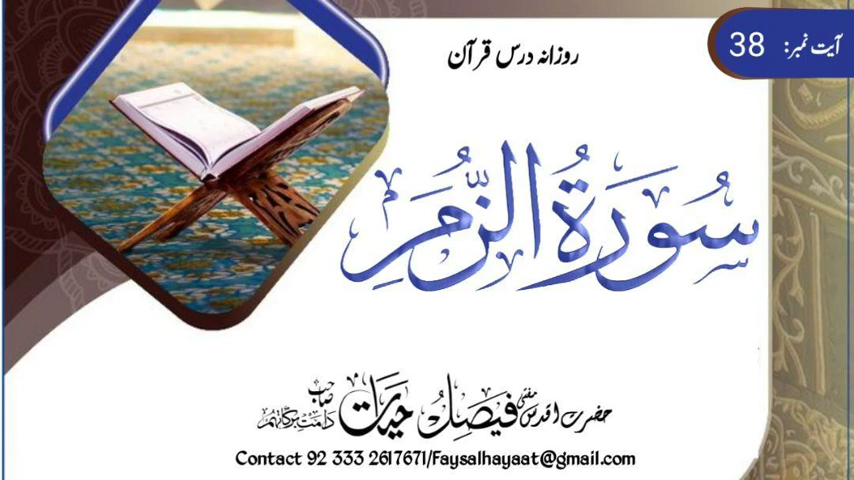 آیت نمبر: 38
روزانہ درس قرآن
سُورَةُ الزُّمَرِ
حضرت اقدس مفتی فیصل حیات صاحب دامت برکاتہم
Contact 92 333 2617671/Faysalhayaat@gmail.com